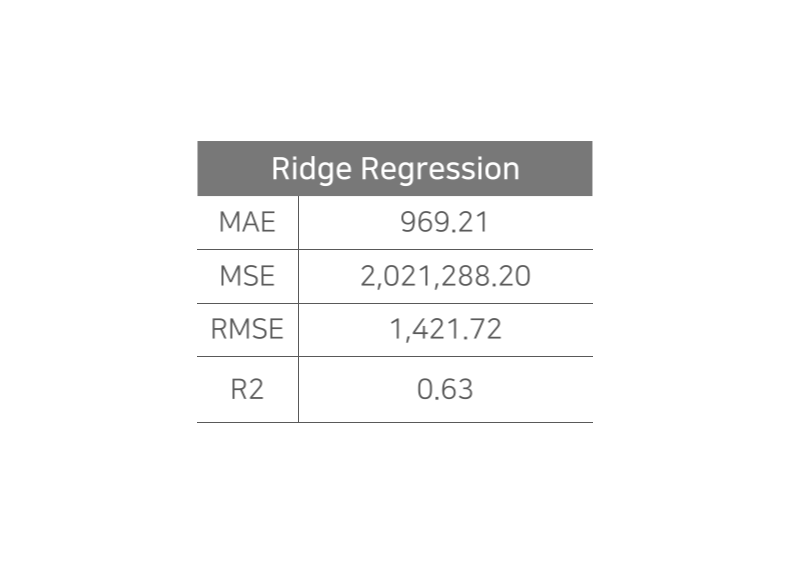 Ridge Regression
MAE 969.21
MSE 2,021,288.20
RMSE 1,421.72
R2 0.63